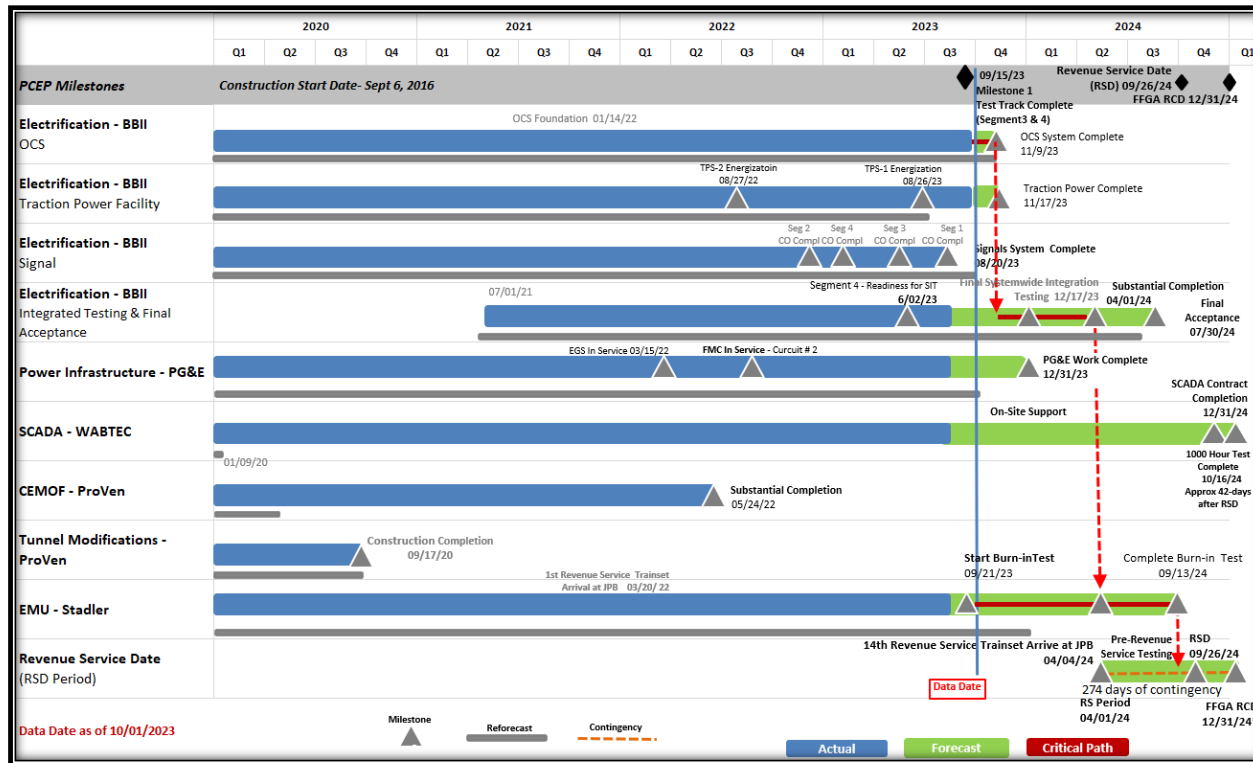 2020 2021 2022 2023 2024
Q1 Q2 Q3 Q4 Q1 Q2 Q3 Q4 Q1 Q2 Q3 Q4 Q1 Q2 Q3 Q4 Q1 Q2 Q3 Q4 Q1
PCEP Milestones
Construction Start Date- Sept 6, 2016
09/15/23
Milestone 1
Test Track Complete
(Segment3 & 4)
Revenue Service Date
(RSD) 09/26/24
FFGA RCD 12/31/24
Electrification - BBII
OCS
OCS Foundation 01/14/22
OCS System Complete
11/9/23
Electrification - BBII
Traction Power Facility
TPS-2 Energizatoin
08/27/22
TPS-1 Energization
08/26/23
Traction Power Complete
11/17/23
Electrification - BBII
Signal
Seg 2 Seg 4 Seg 3 Seg 1
CO Compl CO Compl CO Compl CO Compl
Signals System Complete
08/20/23
Electrification - BBII
Integrated Testing & Final
Acceptance
07/01/21
Segment 4 - Readiness for SIT
6/02/23
Final Systemwide Integration
Testing 12/17/23
Substantial Completion
04/01/24
Final
Acceptance
07/30/24
Power Infrastructure - PG&E
EGS In Service 03/15/22
FMC In Service - Curcuit # 2
PG&E Work Complete
12/31/23
SCADA - WABTEC
01/09/20
On-Site Support
SCADA Contract
Completion
12/31/24
1000 Hour Test
Complete
10/16/24
Approx 42-days
after RSD
CEMOF - ProVen
Substantial Completion
05/24/22
Tunnel Modifications -
ProVen
Construction Completion
09/17/20
EMU - Stadler
1st Revenue Service Trainset
Arrival at JPB 03/20/ 22
Start Burn-inTest
09/21/23
Complete Burn-in Test
09/13/24
Revenue Service Date
(RSD Period)
14th Revenue Service Trainset Arrive at JPB
04/04/24
Pre-Revenue
Service Testing
RSD
09/26/24
274 days of contingency
RS Period
04/01/24
FFGA RCD
12/31/24
Data Date
Data Date as of 10/01/2023
Milestone
Reforecast
Contingency
Actual
Forecast
Critical Path